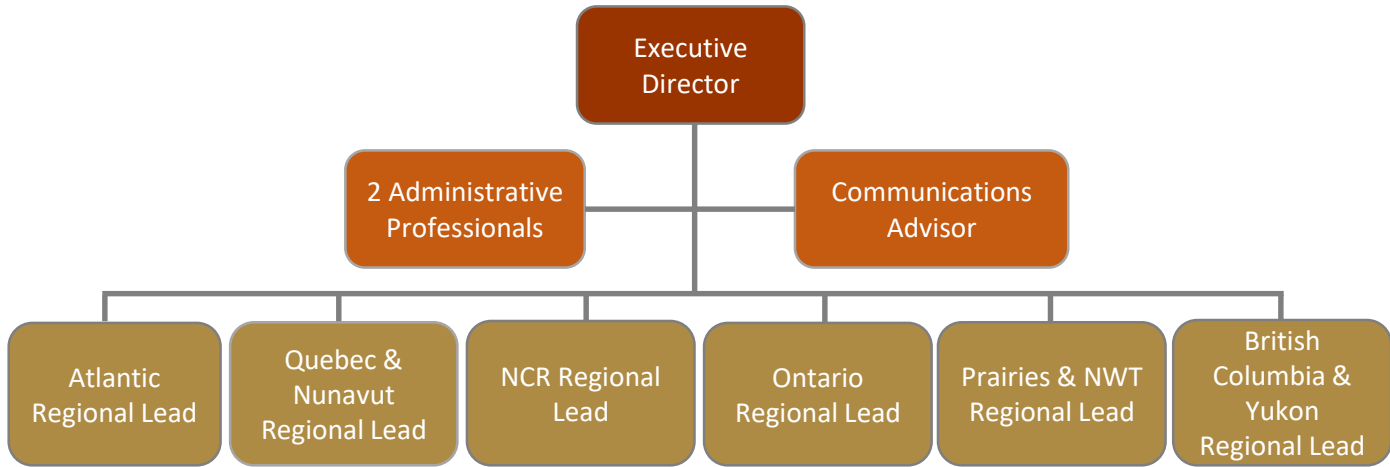 Executive
Director
2 Administrative
Professionals
Communications
Advisor
Atlantic
Regional Lead
Quebec &
Nunavut
Regional Lead
NCR Regional
Lead
Ontario
Regional Lead
Prairies & NWT
Regional Lead
British
Columbia &
Yukon
Regional Lead